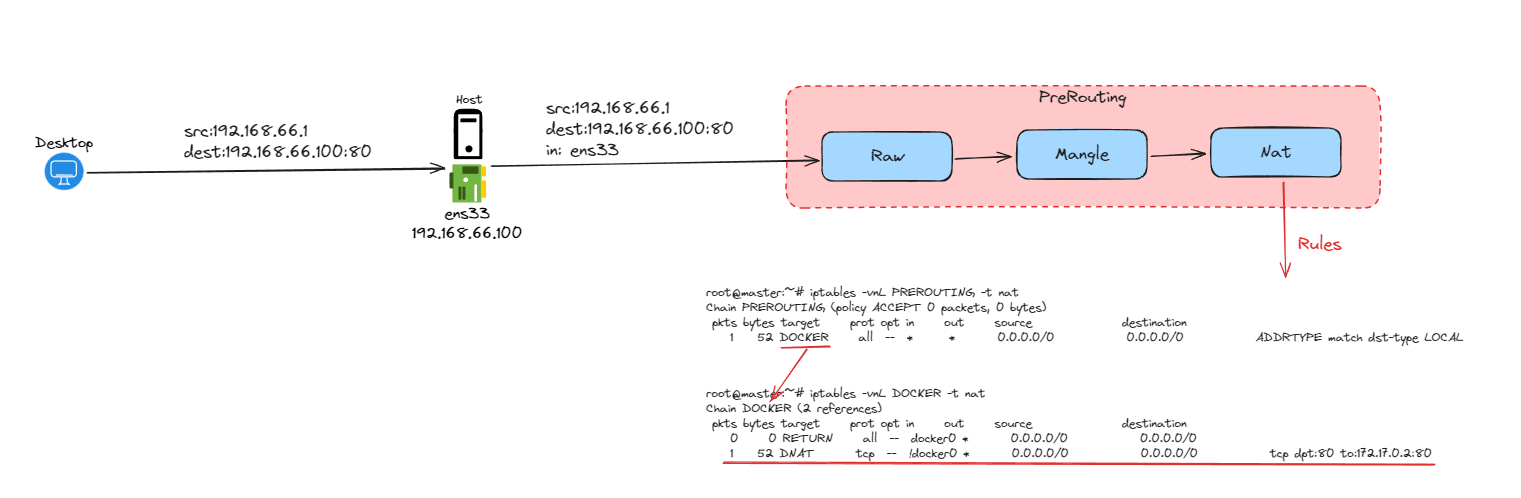 Desktop
src:192.168.66.1
dest:192.168.66.100:80
Host
ens33
192.168.66.100
src:192.168.66.1
dest:192.168.66.100:80
in: ens33
PreRouting
Raw
Mangle
Nat
Rules
root@master:~# iptables -vnL PREROUTING -t nat
Chain PREROUTING (policy ACCEPT 0 packets, 0 bytes)
pkts bytes target prot opt in out source destination
1 52 DOCKER all -- * * 0.0.0.0/0 0.0.0.0/0 ADDRTYPE match dst-type LOCAL
root@master:~# iptables -vnL DOCKER -t nat
Chain DOCKER (2 references)
pkts bytes target prot opt in out source destination
0 0 RETURN all -- docker0 * 0.0.0.0/0 0.0.0.0/0
1 52 DNAT tcp -- !docker0 * 0.0.0.0/0 0.0.0.0/0 tcp dpt:80 to:172.17.0.2:80